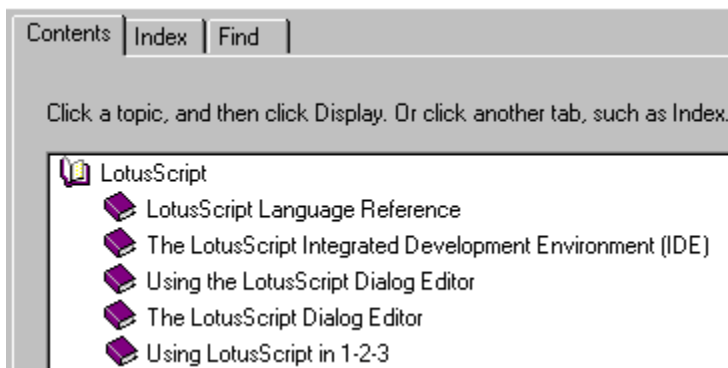 Contents Index Find
Click a topic, and then click Display. Or click another tab, such as Index.
LotusScript
LotusScript Language Reference
The LotusScript Integrated Development Environment (IDE)
Using the LotusScript Dialog Editor
The LotusScript Dialog Editor
Using LotusScript in 1-2-3